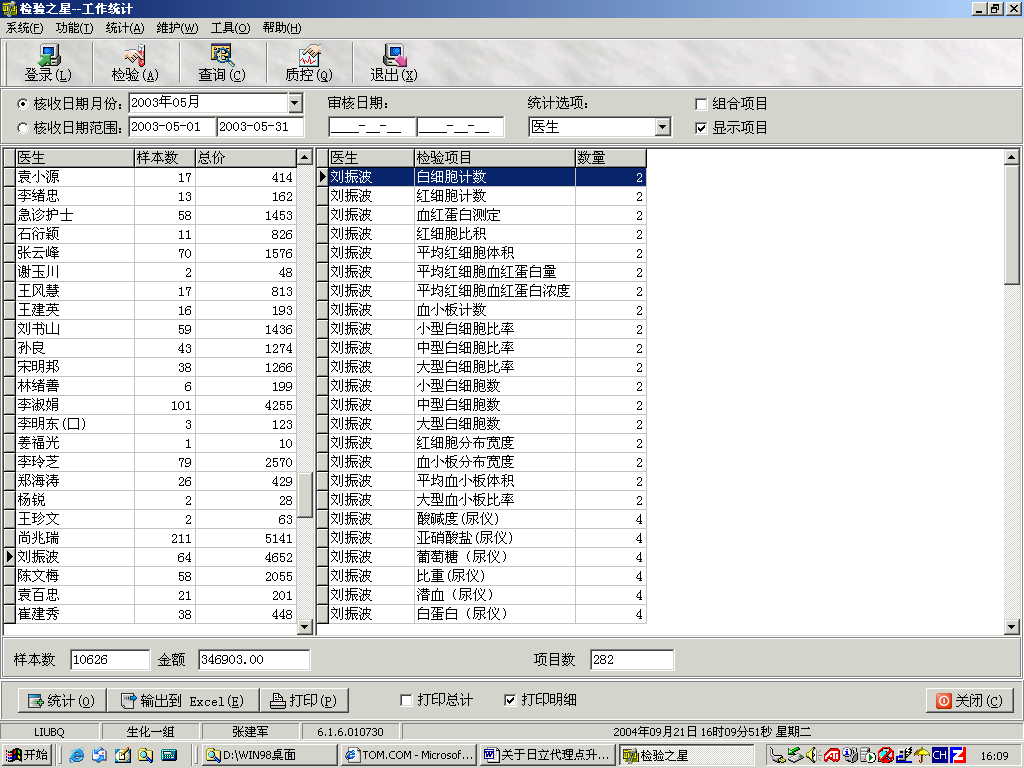 检验之星--工作统计
系统(F) 功能(T) 统计(A) 维护(W) 工具(O) 帮助(H)
登录(L) 检验(A) 查询(C) 质控(Q) 退出(X)
核收日期月份: 2003年05月 审核日期: 统计选项: 组合项目
核收日期范围: 2003-05-01 2003-05-31 ____-__-__ ____-__-__ 医生 显示项目
医生 样本数 总价 医生 检验项目 数量
袁小源 17 414 刘振波 白细胞计数 2
李绪忠 13 162 刘振波 红细胞计数 2
急诊护士 58 1453 刘振波 血红蛋白测定 2
石衍颖 11 826 刘振波 红细胞比积 2
张云峰 70 1576 刘振波 平均红细胞体积 2
谢玉川 2 48 刘振波 平均红细胞血红蛋白量 2
王风慧 17 813 刘振波 平均红细胞血红蛋白浓度 2
王建英 16 193 刘振波 血小板计数 2
刘书山 59 1436 刘振波 小型白细胞比率 2
孙良 43 1274 刘振波 中型白细胞比率 2
宋明邦 38 1266 刘振波 大型白细胞比率 2
林绪善 6 199 刘振波 小型白细胞数 2
李淑娟 101 4255 刘振波 中型白细胞数 2
李明东(口) 3 123 刘振波 大型白细胞数 2
姜福光 1 10 刘振波 红细胞分布宽度 2
李玲芝 79 2570 刘振波 血小板分布宽度 2
郑海涛 26 429 刘振波 平均血小板体积 2
杨锐 2 28 刘振波 大型血小板比率 2
王珍文 2 63 刘振波 酸碱度(尿仪) 4
尚兆瑞 211 5141 刘振波 亚硝酸盐(尿仪) 4
刘振波 64 4652 刘振波 葡萄糖(尿仪) 4
陈文梅 58 2055 刘振波 比重(尿仪) 4
袁百忠 21 201 刘振波 潜血(尿仪) 4
崔建秀 38 448 刘振波 白蛋白(尿仪) 4
样本数 10626 金额 346903.00 项目数 282
统计(O) 输出到 Excel(E) 打印(P) 打印总计 打印明细 关闭(C)
LIUBQ 生化一组 张建军 6.1.6.010730 2004年09月21日 16时09分51秒 星期二
开始 D:\WIN98桌面 TOM.COM - Microsof... 关于日立代理点升... 检验之星 CH 16:09